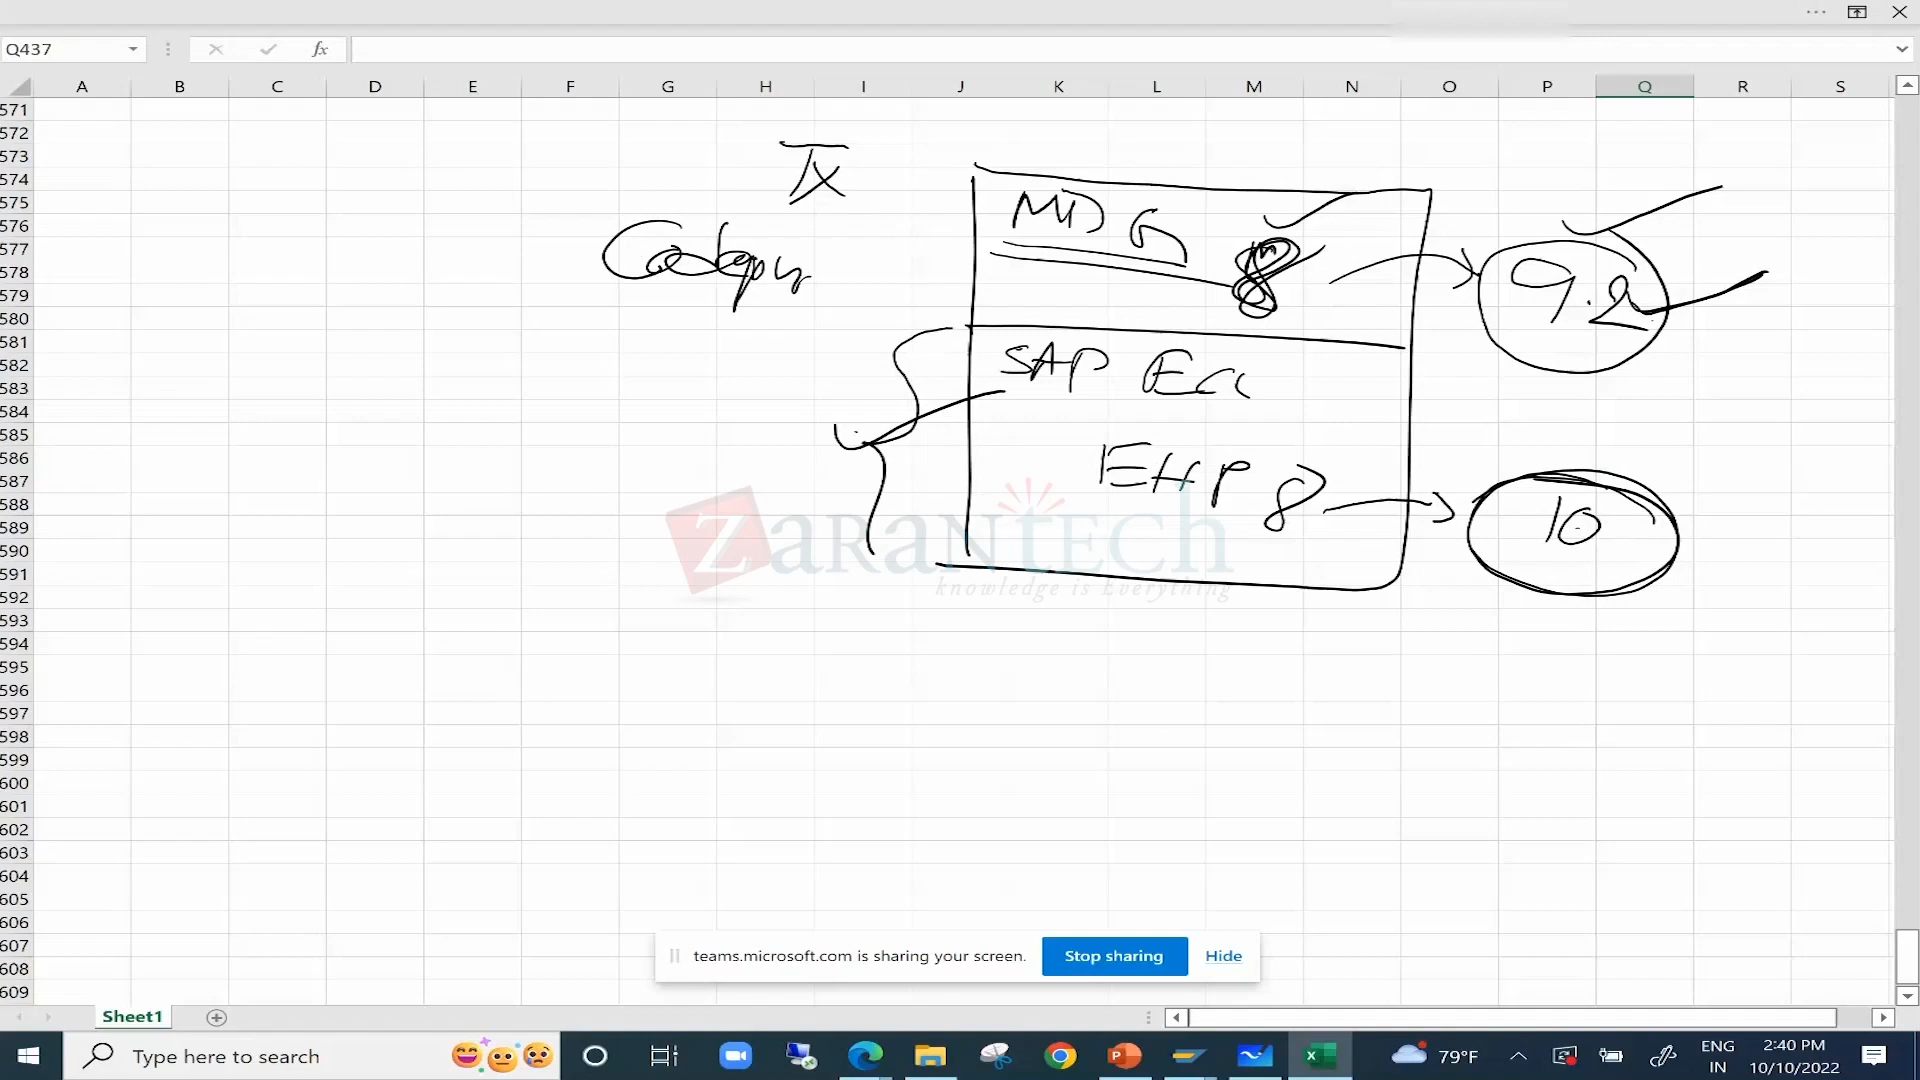 Q437
fx
A B C D E F G H I J K L M N O P Q R S
571
572
573
574
575
576
577
578
579
580
581
582
583
584
585
586
587
588
589
590
591
592
593
594
595
596
597
598
599
600
601
602
603
604
605
606
607
608
609
MDG 8
9.2
SAP Ecc
EHP 8
10
ZaranTech
knowledge is Everything
teams.microsoft.com is sharing your screen. Stop sharing Hide
Sheet1
Type here to search
79°F
ENG
IN
2:40 PM
10/10/2022